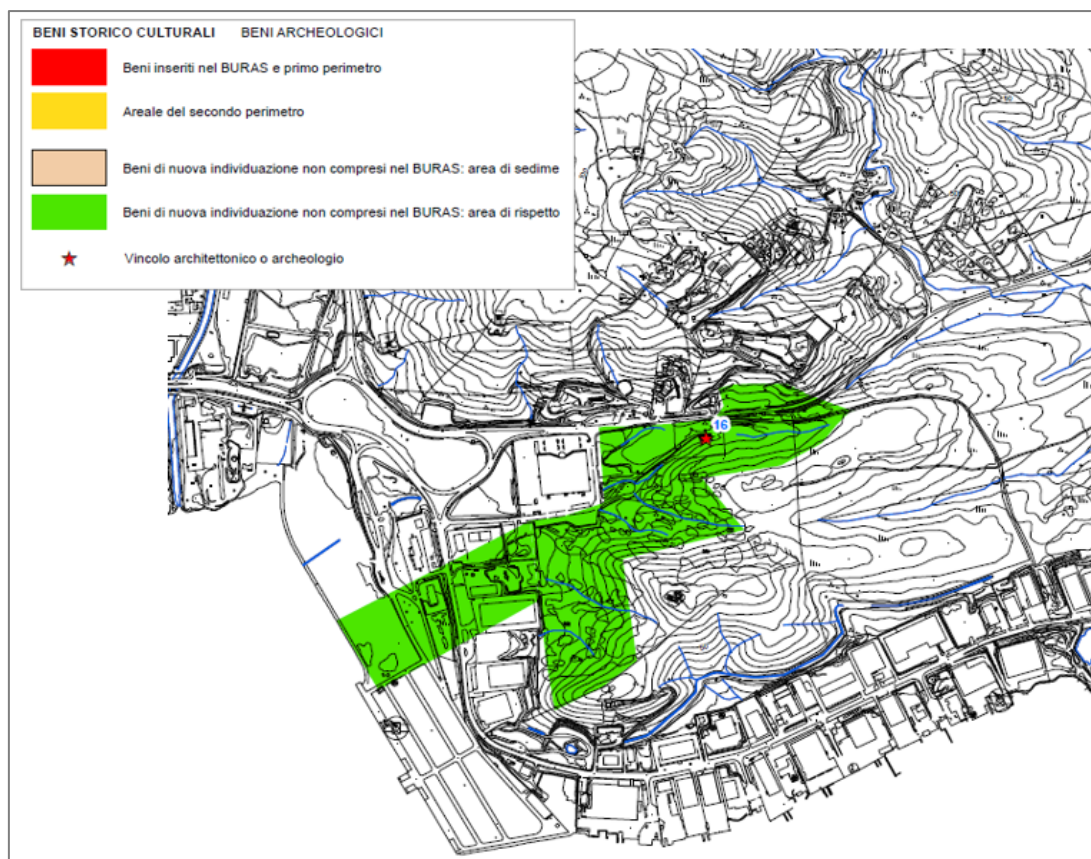 BENI STORICO CULTURALI BENI ARCHEOLOGICI
Beni inseriti nel BURAS e primo perimetro
Areale del secondo perimetro
Beni di nuova individuazione non compresi nel BURAS: area di sedime
Beni di nuova individuazione non compresi nel BURAS: area di rispetto
Vincolo architettonico o archeologio
16